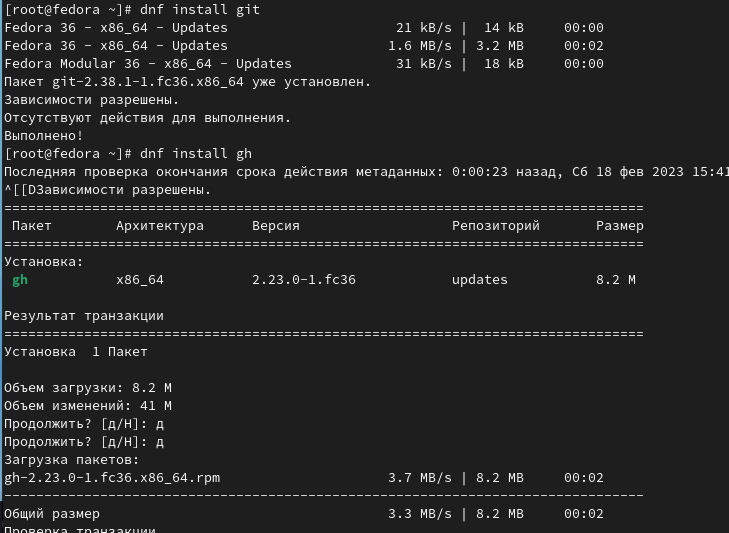 [root@fedora ~]# dnf install git
Fedora 36 - x86_64 - Updates 21 kB/s | 14 kB 00:00
Fedora 36 - x86_64 - Updates 1.6 MB/s | 3.2 MB 00:02
Fedora Modular 36 - x86_64 - Updates 31 kB/s | 18 kB 00:00
Пакет git-2.38.1-1.fc36.x86_64 уже установлен.
Зависимости разрешены.
Отсутствуют действия для выполнения.
Выполнено!
[root@fedora ~]# dnf install gh
Последняя проверка окончания срока действия метаданных: 0:00:23 назад, Сб 18 фев 2023 15:41
^[[DЗависимости разрешены.
================================================================================
Пакет Архитектура Версия Репозиторий Размер
================================================================================
Установка:
gh x86_64 2.23.0-1.fc36 updates 8.2 M
Результат транзакции
================================================================================
Установка 1 Пакет
Объем загрузки: 8.2 M
Объем изменений: 41 M
Продолжить? [д/Н]: д
Продолжить? [д/Н]: д
Загрузка пакетов:
gh-2.23.0-1.fc36.x86_64.rpm 3.7 MB/s | 8.2 MB 00:02
--------------------------------------------------------------------------------
Общий размер 3.3 MB/s | 8.2 MB 00:02
Проверка транзакции